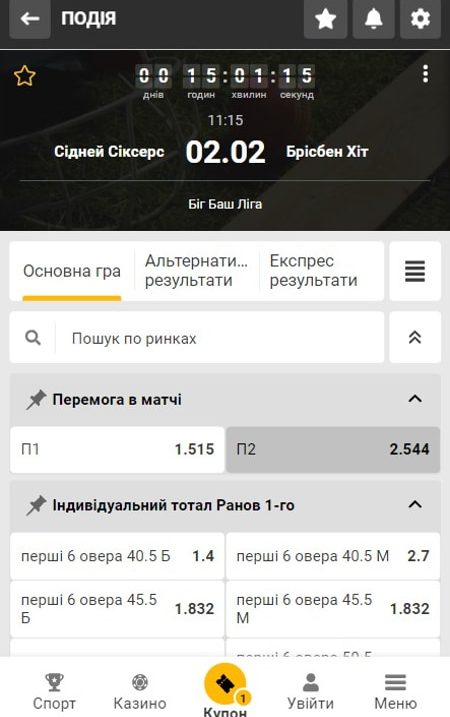 ПОДІЯ
00 15:01:15
днів годин хвилин секунд
11:15
Сідней Сіксерс 02.02 Брісбен Хіт
Біг Баш Ліга
Основна гра
Альтернати...
результати
Експрес
результати
Пошук по ринках
Перемога в матчі
П1 1.515 П2 2.544
Індивідуальний тотал Ранов 1-го
перші 6 овера 40.5 Б 1.4 перші 6 овера 40.5 М 2.7
перші 6 овера 45.5
Б
1.832
перші 6 овера 45.5
М
1.832
Спорт Казино Купон 1 Увійти Меню